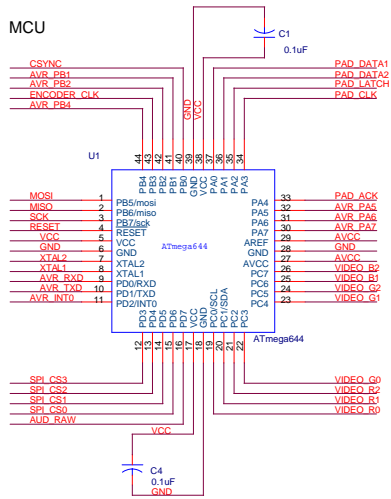 MCU
C1
0.1uF
CSYNC
AVR_PB1
AVR_PB2
ENCODER_CLK
AVR_PB4
GND
VCC
PAD_DATA1
PAD_DATA2
PAD_LATCH
PAD_CLK
U1
44 43 42 41 40 39 38 37 36 35 34
PB4 PB3 PB2 PB1 PB0 GND VCC PA0 PA1 PA2 PA3
MOSI 1 PB5/mosi PA4 33 PAD_ACK
MISO 2 PB6/miso PA5 32 AVR_PA5
SCK 3 PB7/sck PA6 31 AVR_PA6
RESET 4 RESET PA7 30 AVR_PA7
VCC 5 VCC AREF 29 AVCC
GND 6 GND GND 28 GND
XTAL2 7 XTAL2 AVCC 27 AVCC
XTAL1 8 XTAL1 PC7 26 VIDEO_B2
AVR_RXD 9 PD0/RXD PC6 25 VIDEO_B1
AVR_TXD 10 PD1/TXD PC5 24 VIDEO_G2
AVR_INT0 11 PD2/INT0 PC4 23 VIDEO_G1
ATmega644
PD3 PD4 PD5 PD6 PD7 VCC GND PC0/SCL PC1/SDA PC2 PC3
12 13 14 15 16 17 18 19 20 21 22
ATmega644
SPI_CS3
SPI_CS2
SPI_CS1
SPI_CS0
AUD_RAW
VIDEO_G0
VIDEO_R2
VIDEO_R1
VIDEO_R0
VCC
C4
0.1uF
GND